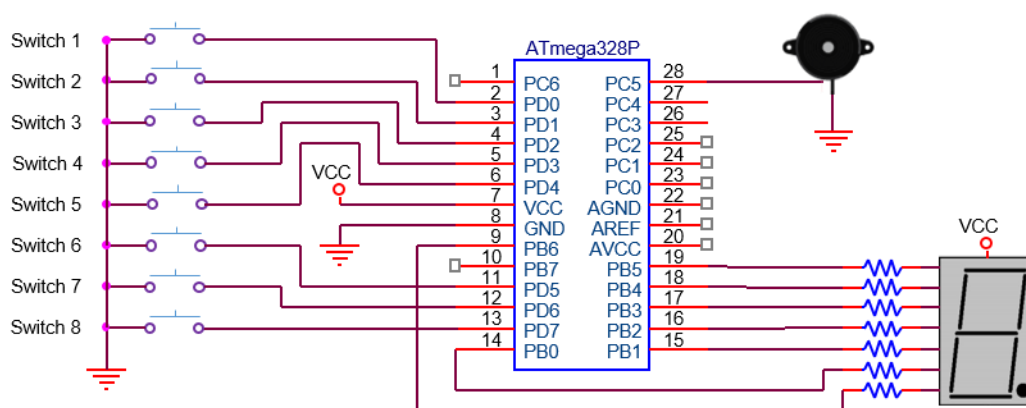 ATmega328P
Switch 1
Switch 2
Switch 3
Switch 4
Switch 5
Switch 6
Switch 7
Switch 8
VCC
1 PC6
2 PD0
3 PD1
4 PD2
5 PD3
6 PD4
7 VCC
8 GND
9 PB6
10 PB7
11 PD5
12 PD6
13 PD7
14 PB0
PC5 28
PC4 27
PC3 26
PC2 25
PC1 24
PC0 23
AGND 22
AREF 21
AVCC 20
PB5 19
PB4 18
PB3 17
PB2 16
PB1 15
VCC